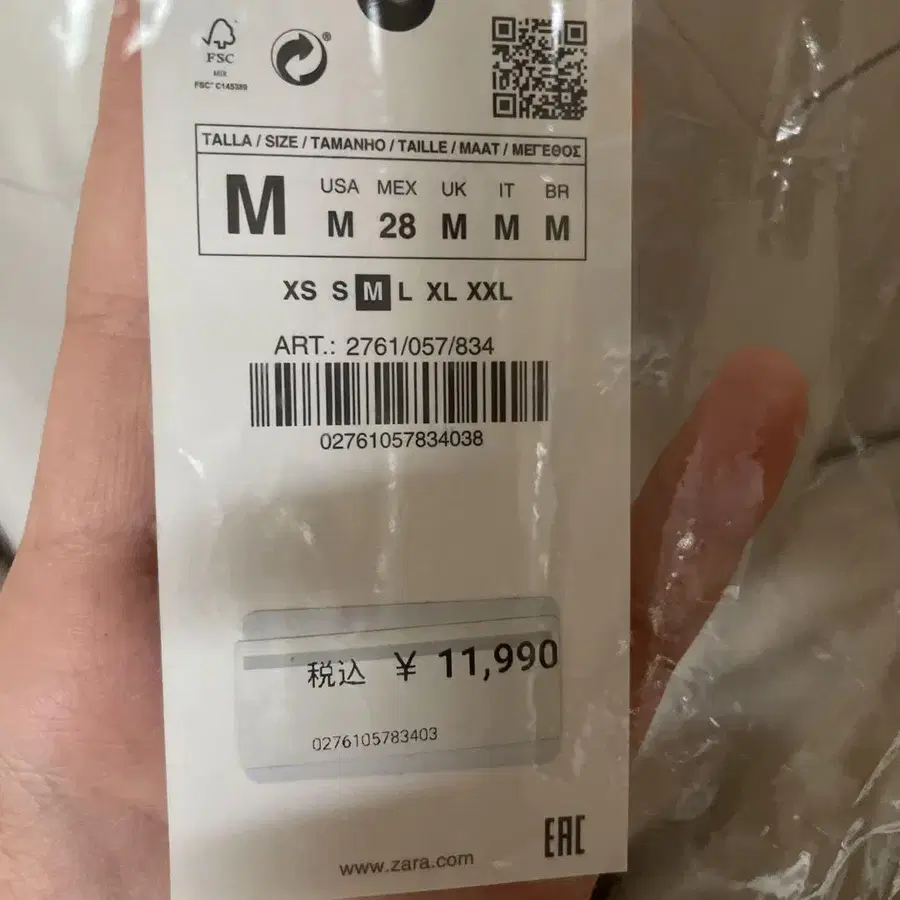 FSC
MIX
FSC® C145389
®
TALLA / SIZE / TAMANHO / TAILLE / MAAT / ΜΕΓΕΘΟΣ
M
USA MEX UK IT BR
M 28 M M M
XS S M L XL XXL
ART.: 2761/057/834
02761057834038
税込 ¥ 11,990
0276105783403
www.zara.com
EAC